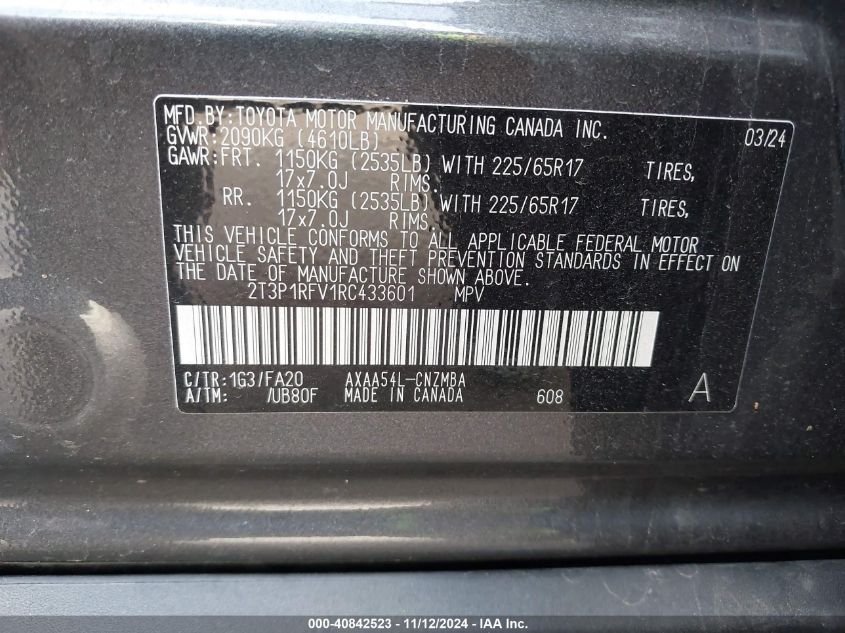 MFD.BY:TOYOTA MOTOR MANUFACTURING CANADA INC. 03/24
GVWR:2090KG (4610LB)
GAWR:FRT. 1150KG (2535LB) WITH 225/65R17 TIRES,
17x7.0J RIMS.
RR. 1150KG (2535LB) WITH 225/65R17 TIRES,
17x7.0J RIMS.
THIS VEHICLE CONFORMS TO ALL APPLICABLE FEDERAL MOTOR
VEHICLE SAFETY AND THEFT PREVENTION STANDARDS IN EFFECT ON
THE DATE OF MANUFACTURE SHOWN ABOVE.
2T3P1RFV1RC433601 MPV
C/TR:1G3/FA20 AXAA54L-CNZMBA
A/TM: /UB80F MADE IN CANADA 608 A
000-40842523 - 11/12/2024 - IAA Inc.